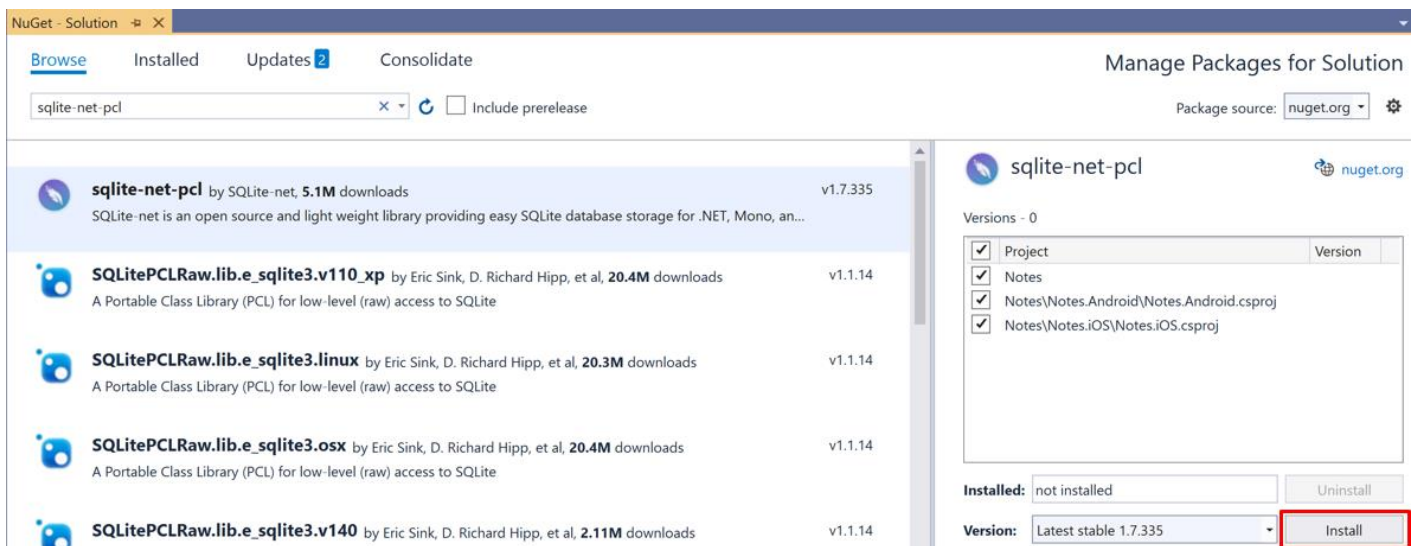 NuGet - Solution
Browse Installed Updates 2 Consolidate
Manage Packages for Solution
sqlite-net-pcl
Include prerelease
Package source: nuget.org
sqlite-net-pcl by SQLite-net, 5.1M downloads v1.7.335
SQLite-net is an open source and light weight library providing easy SQLite database storage for .NET, Mono, an...
SQLitePCLRaw.lib.e_sqlite3.v110_xp by Eric Sink, D. Richard Hipp, et al, 20.4M downloads v1.1.14
A Portable Class Library (PCL) for low-level (raw) access to SQLite
SQLitePCLRaw.lib.e_sqlite3.linux by Eric Sink, D. Richard Hipp, et al, 20.3M downloads v1.1.14
A Portable Class Library (PCL) for low-level (raw) access to SQLite
SQLitePCLRaw.lib.e_sqlite3.osx by Eric Sink, D. Richard Hipp, et al, 20.4M downloads v1.1.14
A Portable Class Library (PCL) for low-level (raw) access to SQLite
SQLitePCLRaw.lib.e_sqlite3.v140 by Eric Sink, D. Richard Hipp, et al, 2.11M downloads v1.1.14
sqlite-net-pcl
nuget.org
Versions - 0
Project Version
Notes
Notes\Notes.Android\Notes.Android.csproj
Notes\Notes.iOS\Notes.iOS.csproj
Installed: not installed Uninstall
Version: Latest stable 1.7.335 Install